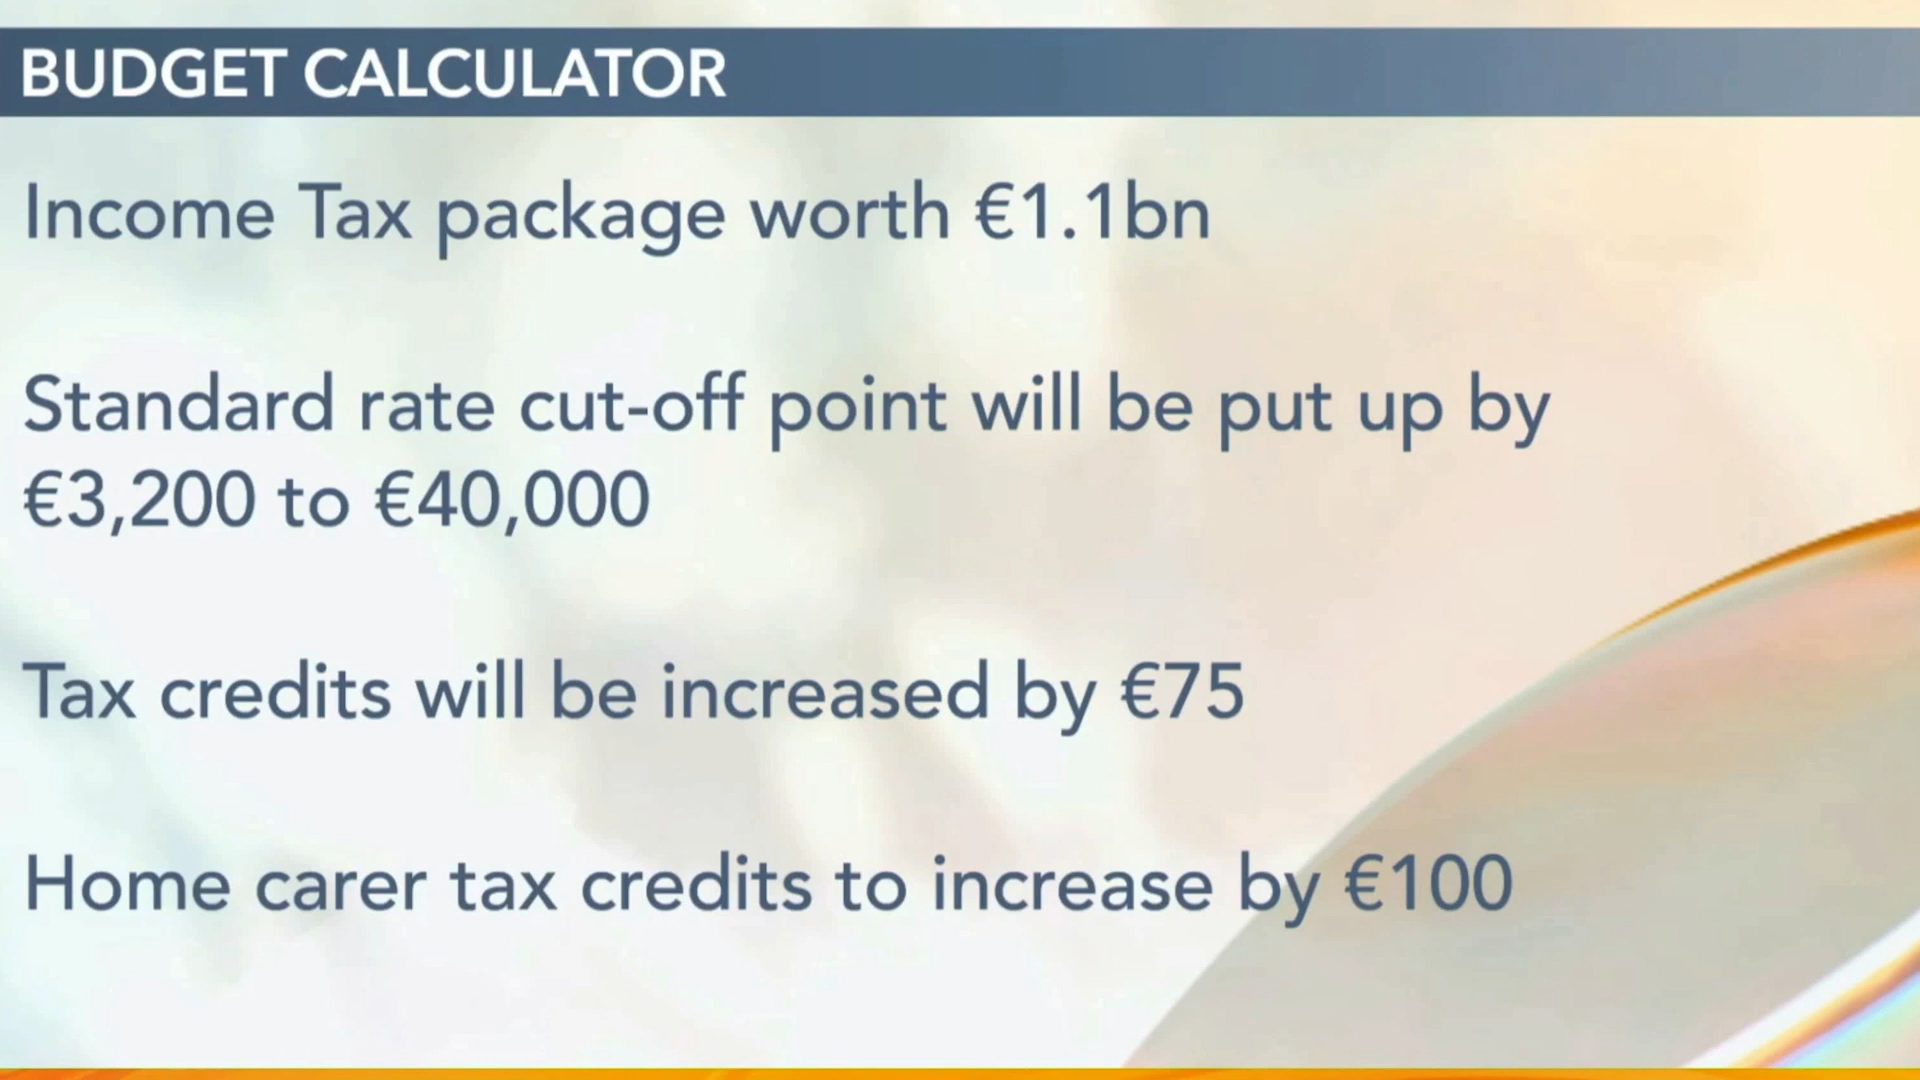 BUDGET CALCULATOR
Income Tax package worth €1.1bn
Standard rate cut-off point will be put up by
€3,200 to €40,000
Tax credits will be increased by €75
Home carer tax credits to increase by €100